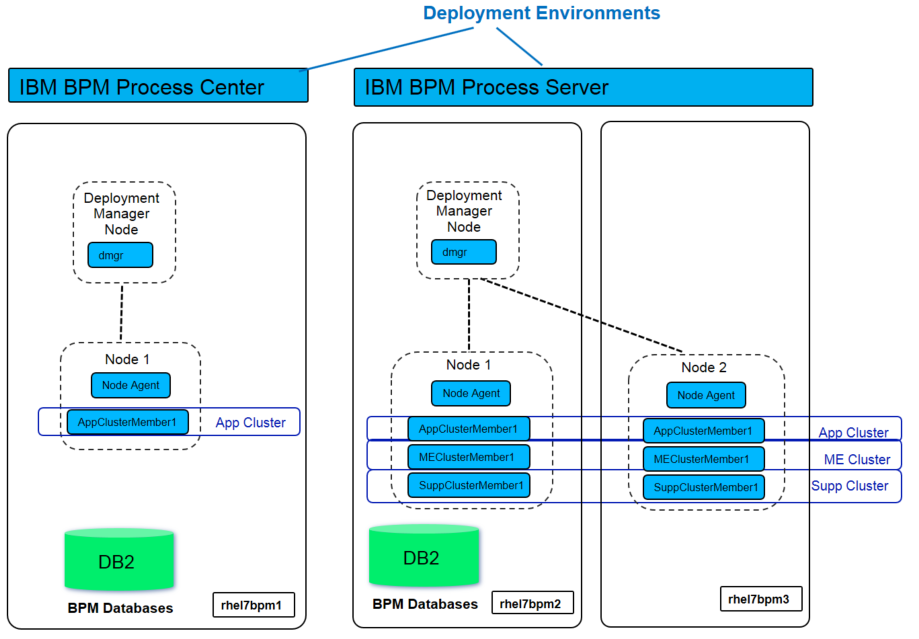 Deployment Environments
IBM BPM Process Center
IBM BPM Process Server
Deployment
Manager
Node
dmgr
Node 1
Node Agent
AppClusterMember1
App Cluster
DB2
BPM Databases
rhel7bpm1
Deployment
Manager
Node
dmgr
Node 1
Node Agent
AppClusterMember1
MEClusterMember1
SuppClusterMember1
DB2
BPM Databases
rhel7bpm2
Node 2
Node Agent
AppClusterMember1
MEClusterMember1
SuppClusterMember1
App Cluster
ME Cluster
Supp Cluster
rhel7bpm3